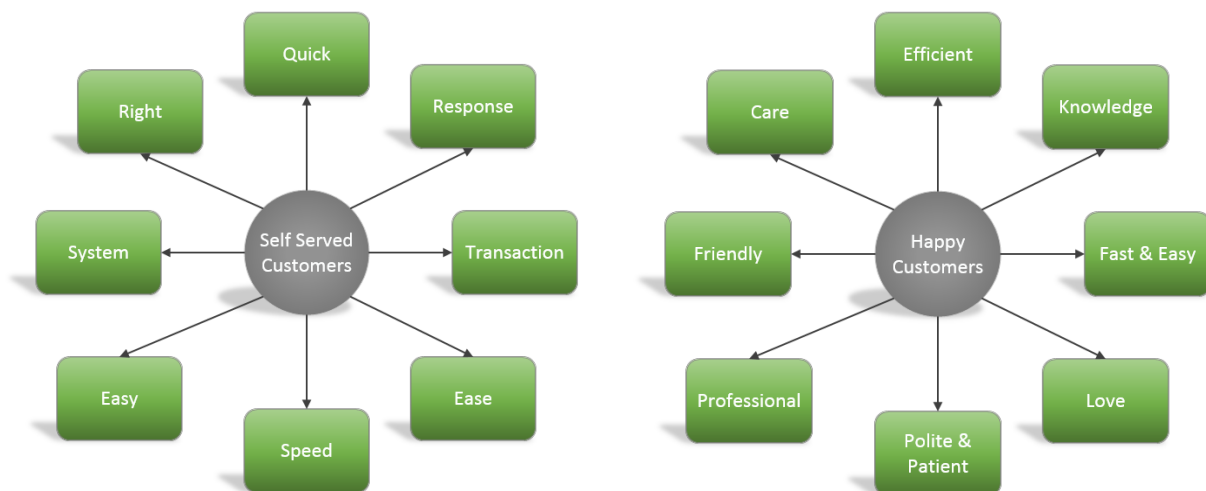 Quick
Right
Response
System
Self Served
Customers
Transaction
Easy
Ease
Speed
Efficient
Care
Knowledge
Friendly
Happy
Customers
Fast & Easy
Professional
Love
Polite &
Patient